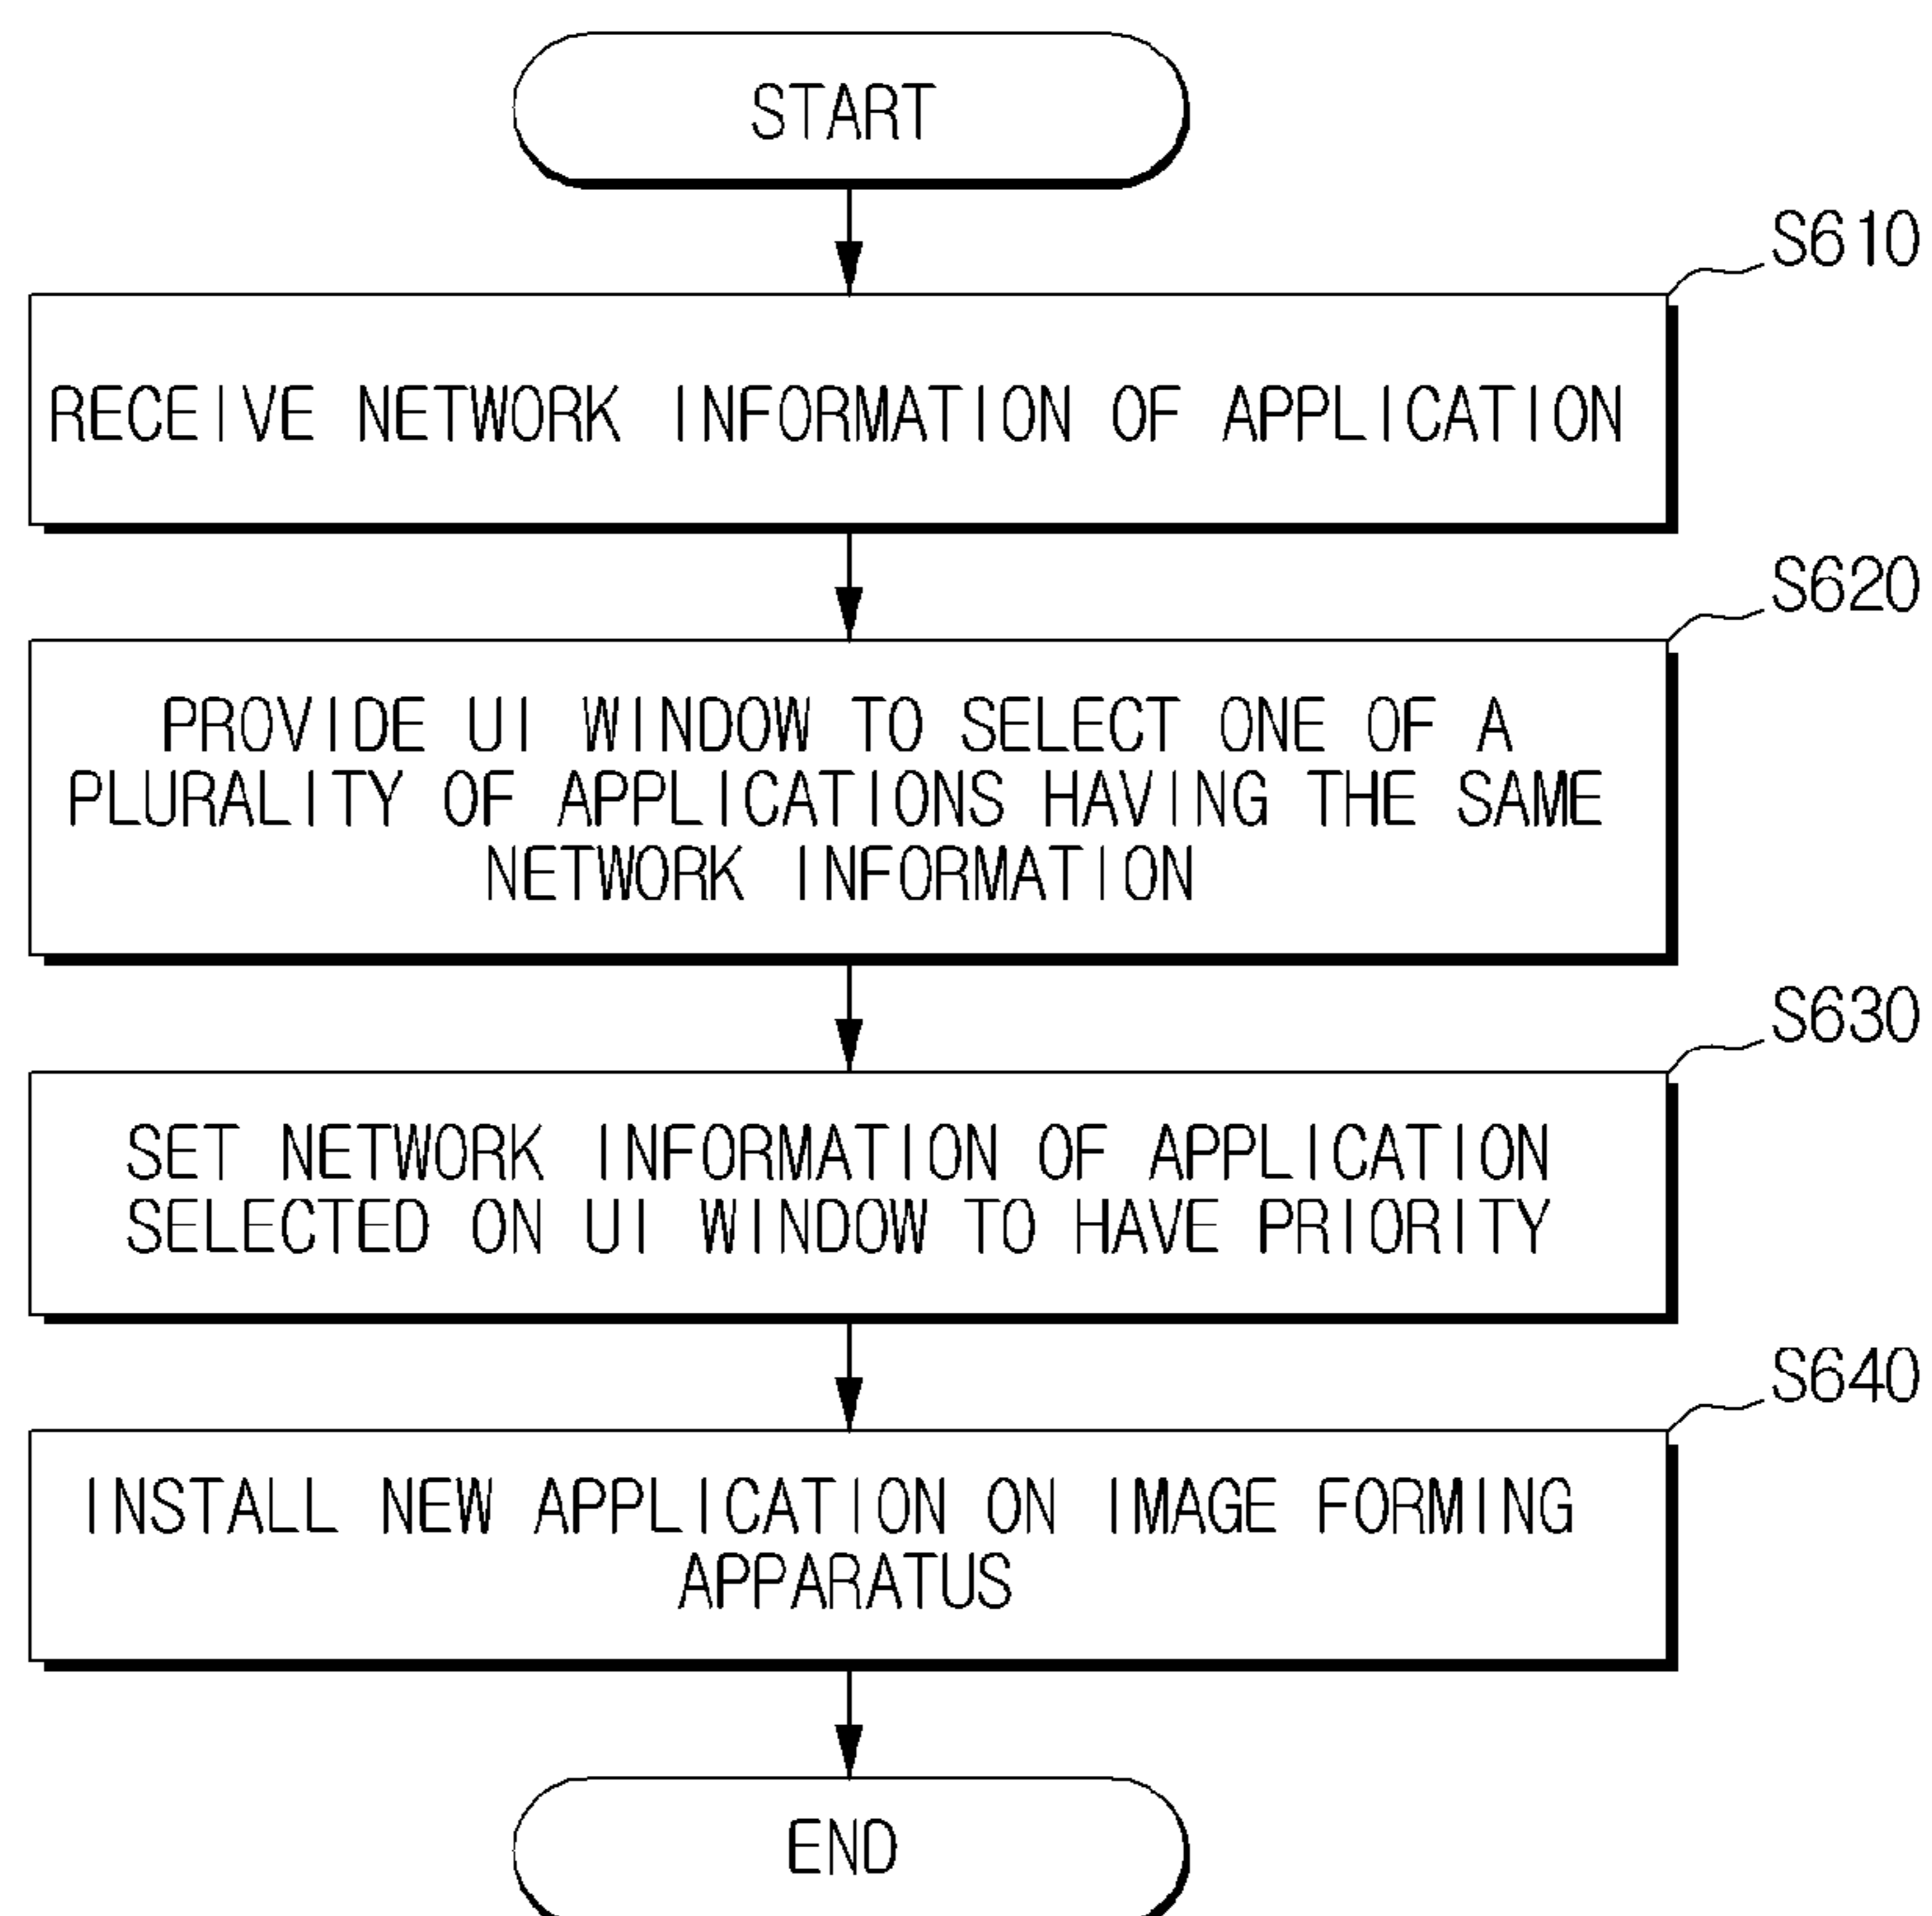 START
S610
RECEIVE NETWORK INFORMATION OF APPLICATION
S620
PROVIDE UI WINDOW TO SELECT ONE OF A
PLURALITY OF APPLICATIONS HAVING THE SAME
NETWORK INFORMATION
S630
SET NETWORK INFORMATION OF APPLICATION
SELECTED ON UI WINDOW TO HAVE PRIORITY
S640
INSTALL NEW APPLICATION ON IMAGE FORMING
APPARATUS
END